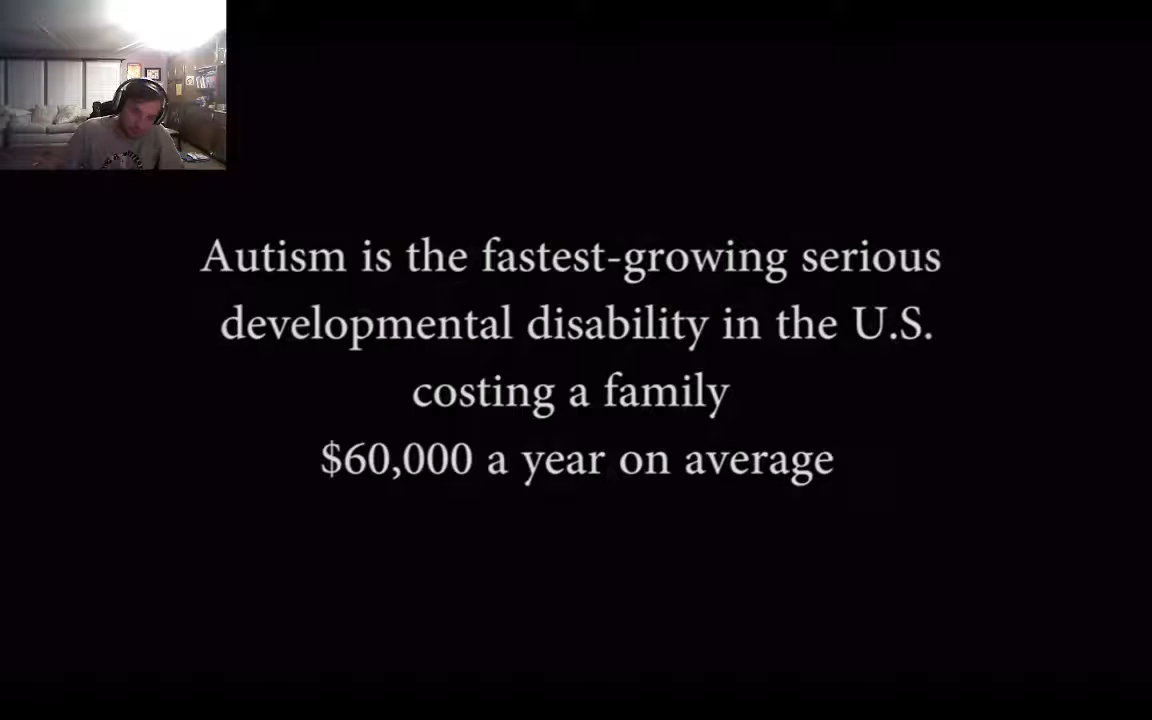 Autism is the fastest-growing serious
developmental disability in the U.S.
costing a family
$60,000 a year on average